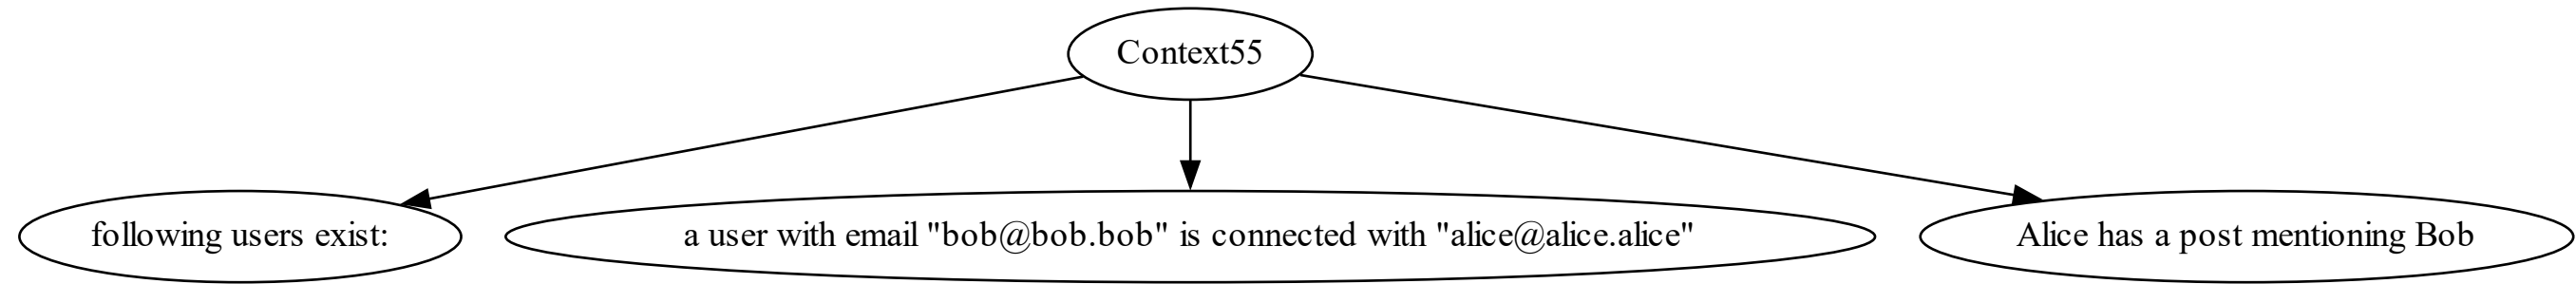 Context55
following users exist:
a user with email "bob@bob.bob" is connected with "alice@alice.alice"
Alice has a post mentioning Bob